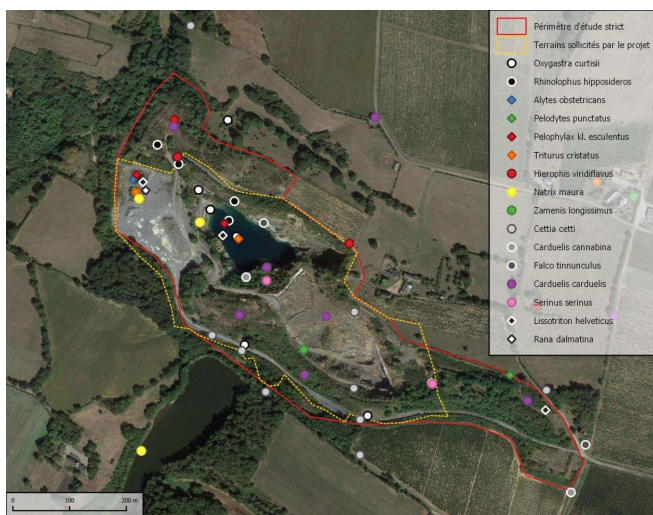 Périmètre d'étude strict
Terrains sollicités par le projet
Oxygastra curtisii
Rhinolophus hipposideros
Alytes obstetricans
Pelodytes punctatus
Pelophylax kl. esculentus
Triturus cristatus
Hierophis viridiflavus
Natrix maura
Zamenis longissimus
Cettia cetti
Carduelis cannabina
Falco tinnunculus
Carduelis carduelis
Serinus serinus
Lissotriton helveticus
Rana dalmatina
0 100 200 m